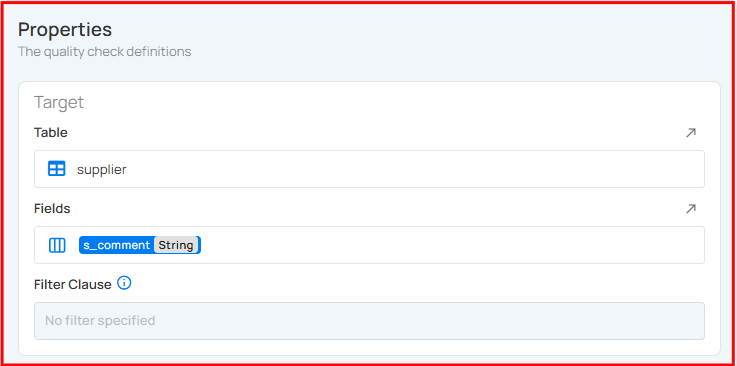 Properties
The quality check definitions
Target
Table
supplier
Fields
s_comment String
Filter Clause
No filter specified